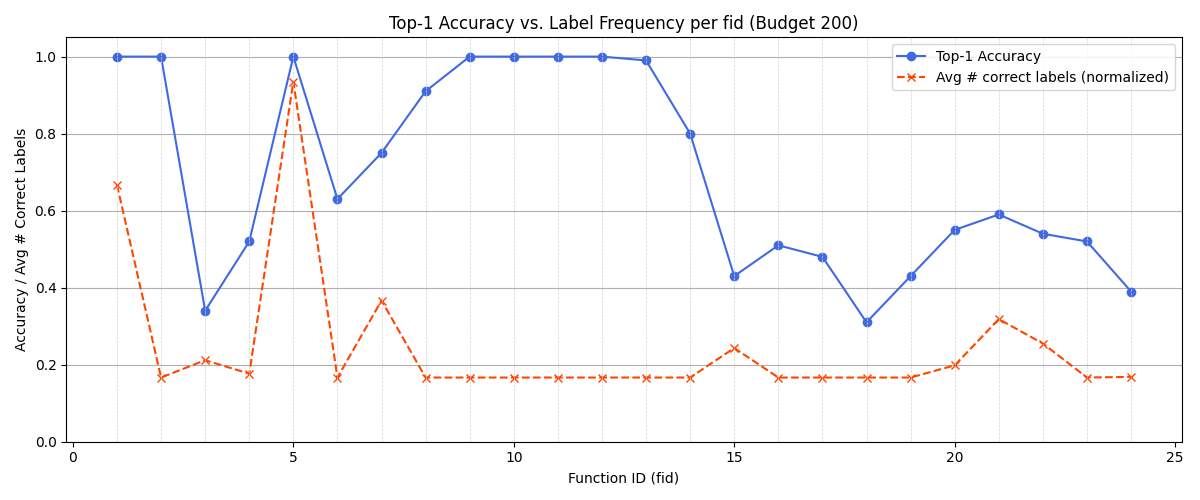 Top-1 Accuracy vs. Label Frequency per fid (Budget 200)
Top-1 Accuracy
Avg # correct labels (normalized)
Accuracy / Avg # Correct Labels
1.0
0.8
0.6
0.4
0.2
0.0
0 5 10 15 20 25
Function ID (fid)